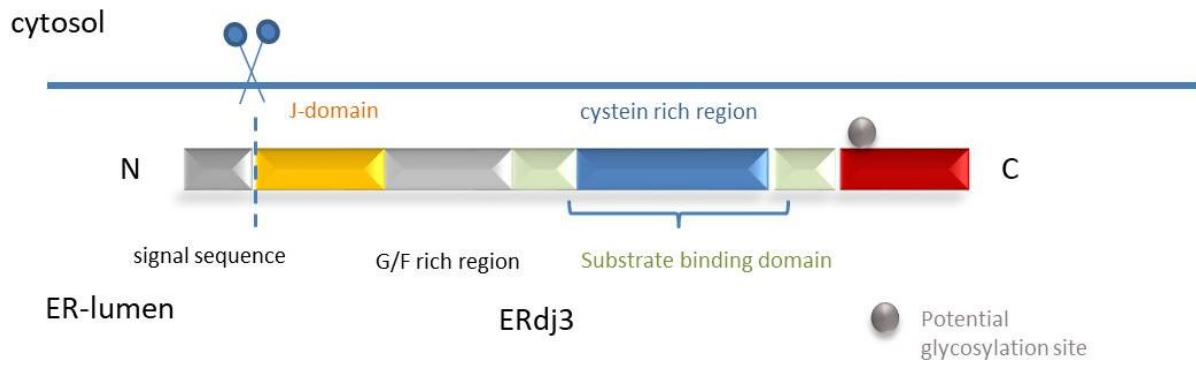 cytosol
J-domain
cystein rich region
N
C
signal sequence
G/F rich region
Substrate binding domain
ER-lumen
ERdj3
Potential
glycosylation site